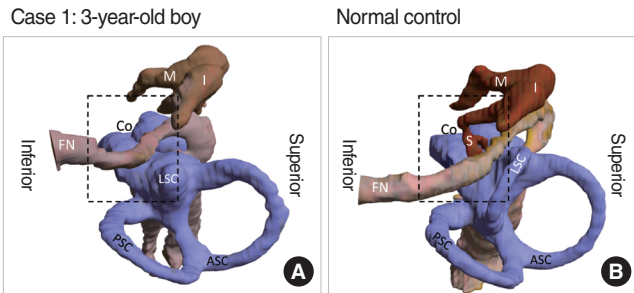 Case 1: 3-year-old boy
M
I
Co
FN
LSC
PSC
ASC
Inferior
Superior
A
Normal control
M
I
Co
S
LSC
FN
PSC
ASC
Inferior
Superior
B